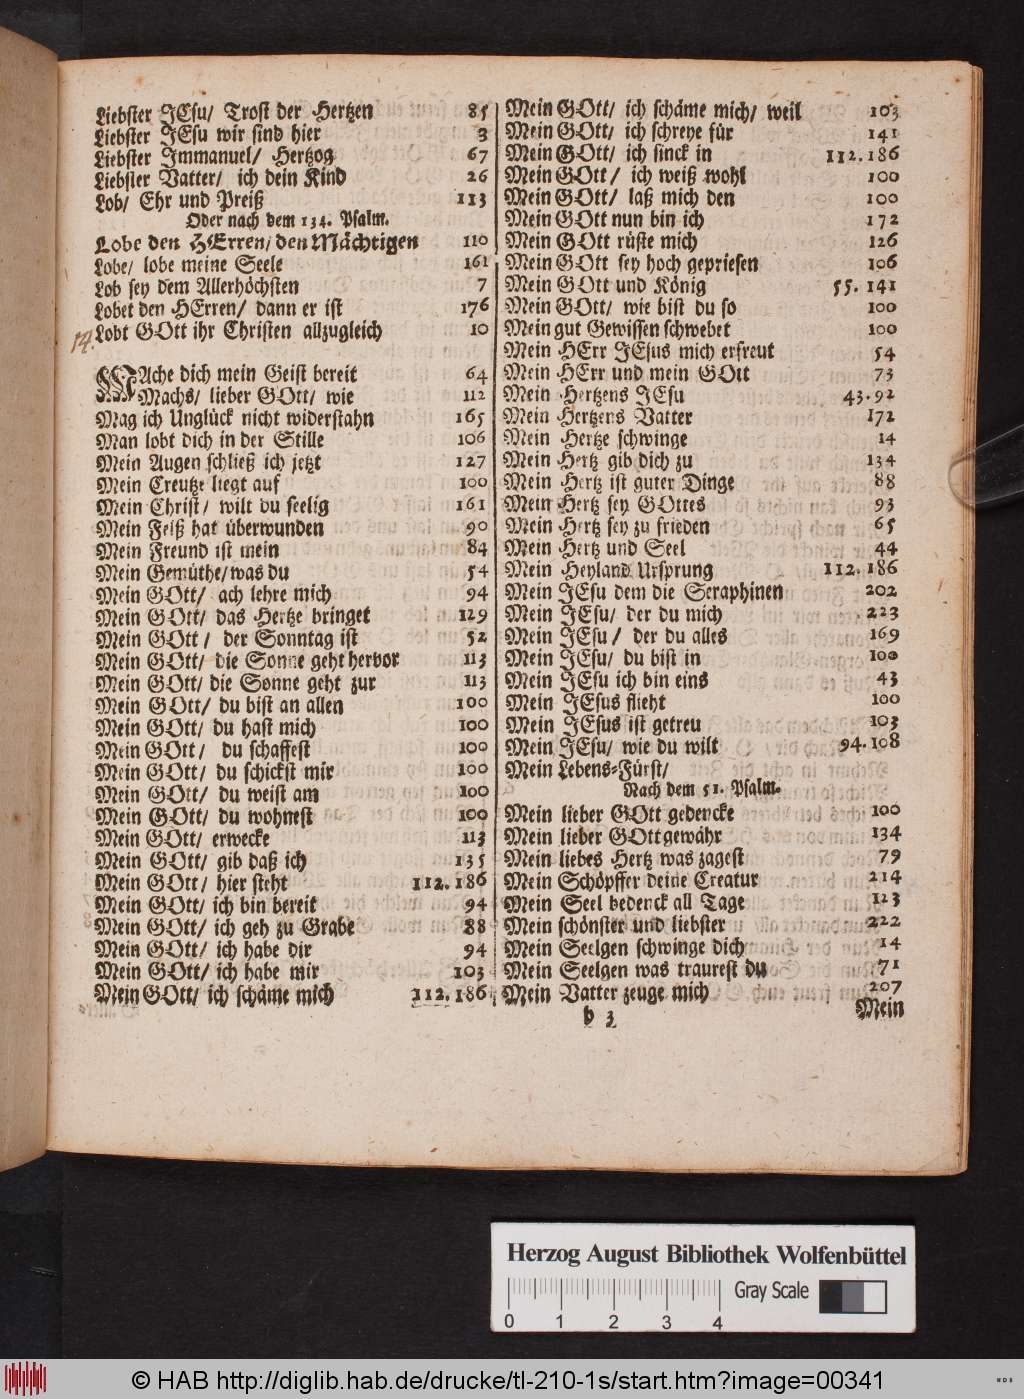 Liebster JEsu/ Trost der Hertzen 85
Liebster JEsu wir sind hier 3
Liebster Immanuel/ Hertzog 67
Liebster Vatter/ ich dein Kind 26
Lob/ Ehr und Preiß 113
Oder nach dem 134. Psalm.
Lobe den HErren/ den Mächtigen 110
Lobe/ lobe meine Seele 161
Lob sey dem Allerhöchsten 7
Lobet den HErren/ dann er ist 176
14. Lobt GOtt ihr Christen allzugleich 10
MAche dich mein Geist bereit 64
Machs/ lieber GOtt/ wie 112
Mag ich Unglück nicht widerstahn 165
Man lobt dich in der Stille 106
Mein Augen schließ ich jetzt 127
Mein Creutze liegt auf 100
Mein Christ/ wilt du seelig 161
Mein Feiß hat überwunden 90
Mein Freund ist mein 84
Mein Gemüthe/ was du 54
Mein GOtt/ ach lehre mich 94
Mein GOtt/ das Hertze bringet 129
Mein GOtt/ der Sonntag ist 52
Mein GOtt/ die Sonne geht hervor 113
Mein GOtt/ die Sonne geht zur 113
Mein GOtt/ du bist an allen 100
Mein GOtt/ du hast mich 100
Mein GOtt/ du schaffest 100
Mein GOtt/ du schickst mir 100
Mein GOtt/ du weist am 100
Mein GOtt/ du wohnest 100
Mein GOtt/ erwecke 113
Mein GOtt/ gib daß ich 135
Mein GOtt/ hier steht 112.186
Mein GOtt/ ich bin bereit 94
Mein GOtt/ ich geh zu Grabe 88
Mein GOtt/ ich habe dir 94
Mein GOtt/ ich habe mir 103
Mein GOtt/ ich schäme mich 112.186
Mein GOtt/ ich schäme mich/ weil 103
Mein GOtt/ ich schreye für 141
Mein GOtt/ ich sinck in 112.186
Mein GOtt/ ich weiß wohl 100
Mein GOtt/ laß mich den 100
Mein GOtt nun bin ich 172
Mein GOtt rüste mich 126
Mein GOtt sey hoch gepriesen 106
Mein GOtt und König 55.141
Mein GOtt/ wie bist du so 100
Mein gut Gewissen schwebet 100
Mein HErr JEsus mich erfreut 54
Mein HErr und mein GOtt 73
Mein Hertzens JEsu 43.92
Mein Hertzens Vatter 172
Mein Hertze schwinge 14
Mein Hertz gib dich zu 134
Mein Hertz ist guter Dinge 88
Mein Hertz sey GOttes 93
Mein Hertz sey zu frieden 65
Mein Hertz und Seel 44
Mein Heyland Ursprung 112.186
Mein JEsu dem die Seraphinen 202
Mein JEsu/ der du mich 223
Mein JEsu/ der du alles 169
Mein JEsu/ du bist in 100
Mein JEsu ich bin eins 43
Mein JEsus flieht 100
Mein JEsus ist getreu 103
Mein JEsu/ wie du wilt 94.108
Mein Lebens-Fürst/
Nach dem 51. Psalm.
Mein lieber GOtt gedencke 100
Mein lieber GOtt gewähr 134
Mein liebes Hertz was zagest 79
Mein Schöpffer deine Creatur 214
Mein Seel bedenck all Tage 123
Mein schönster und liebster 222
Mein Seelgen schwinge dich 14
Mein Seelgen was traurest du 71
Mein Vatter zeuge mich 207
b 3 Mein
Herzog August Bibliothek Wolfenbüttel
0 1 2 3 4 Gray Scale
© HAB http://diglib.hab.de/drucke/tl-210-1s/start.htm?image=00341
WDB